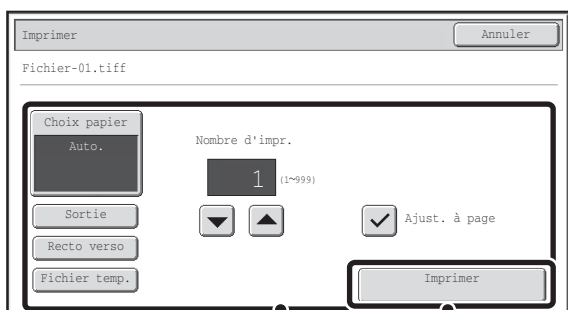 Imprimer
Annuler
Fichier-01.tiff
Choix papier
Auto.
Nombre d'impr.
1 (1~999)
Sortie
Ajust. à page
Recto verso
Fichier temp.
Imprimer